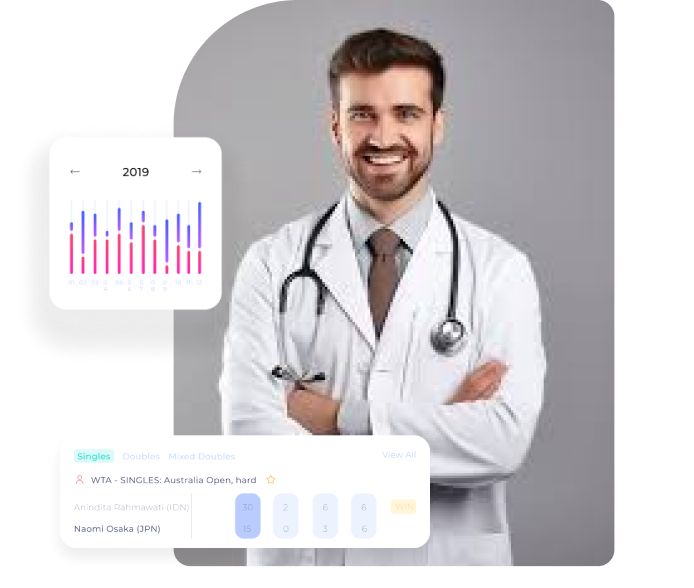 ← 2019 →
Singles Doubles Mixed Doubles View All
WTA - SINGLES: Australia Open, hard
Anindita Rahmawati (IDN) 30 2 6 6 WIN
Naomi Osaka (JPN) 15 0 3 6